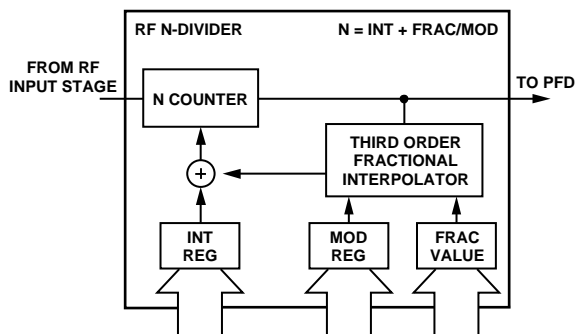 RF N-DIVIDER
N = INT + FRAC/MOD
FROM RF
INPUT STAGE
N COUNTER
TO PFD
THIRD ORDER
FRACTIONAL
INTERPOLATOR
+
INT
REG
MOD
REG
FRAC
VALUE